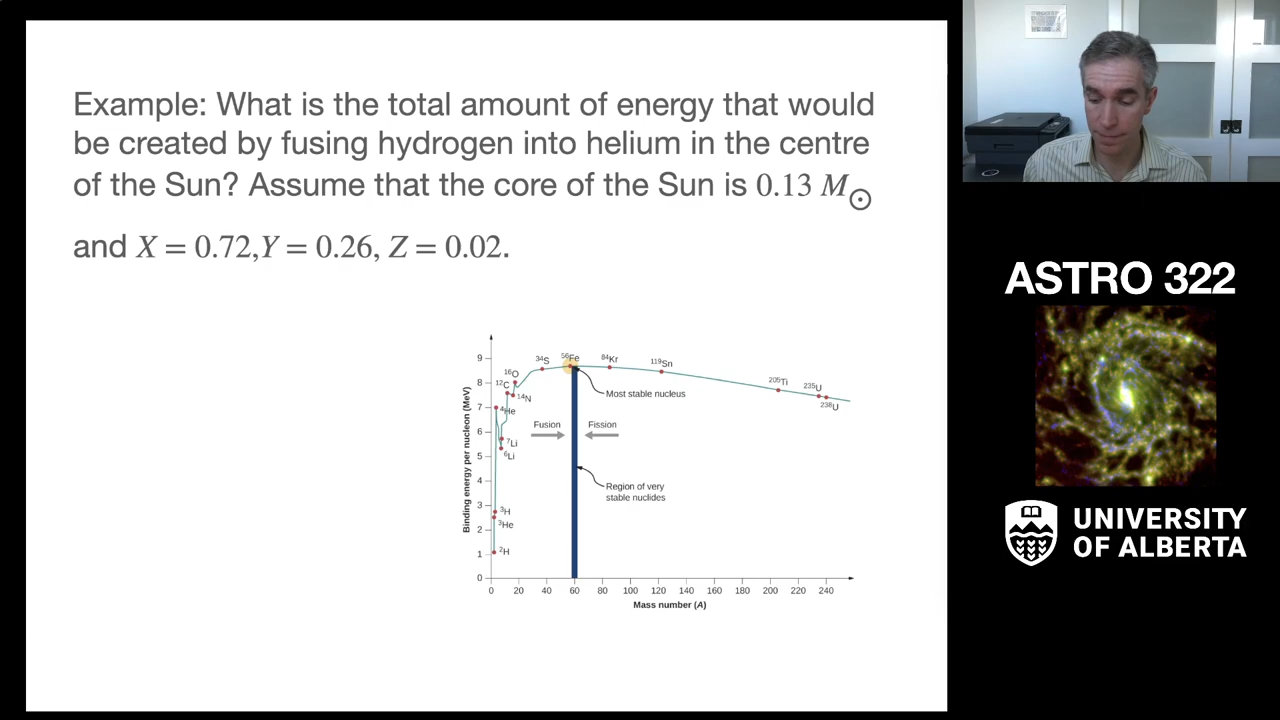 Example: What is the total amount of energy that would
be created by fusing hydrogen into helium in the centre
of the Sun? Assume that the core of the Sun is 0.13 M☉
and X = 0.72, Y = 0.26, Z = 0.02.
Binding energy per nucleon (MeV)
9
8
7
6
5
4
3
2
1
0
³⁴S
⁵⁶Fe
⁸⁴Kr
¹¹⁹Sn
²⁰⁵Ti
²³⁵U
²³⁸U
¹⁶O
¹²C
¹⁴N
⁴He
⁷Li
⁶Li
³H
³He
²H
Most stable nucleus
Fusion
Fission
Region of very
stable nuclides
0 20 40 60 80 100 120 140 160 180 200 220 240
Mass number (A)
ASTRO 322
UNIVERSITY
OF ALBERTA